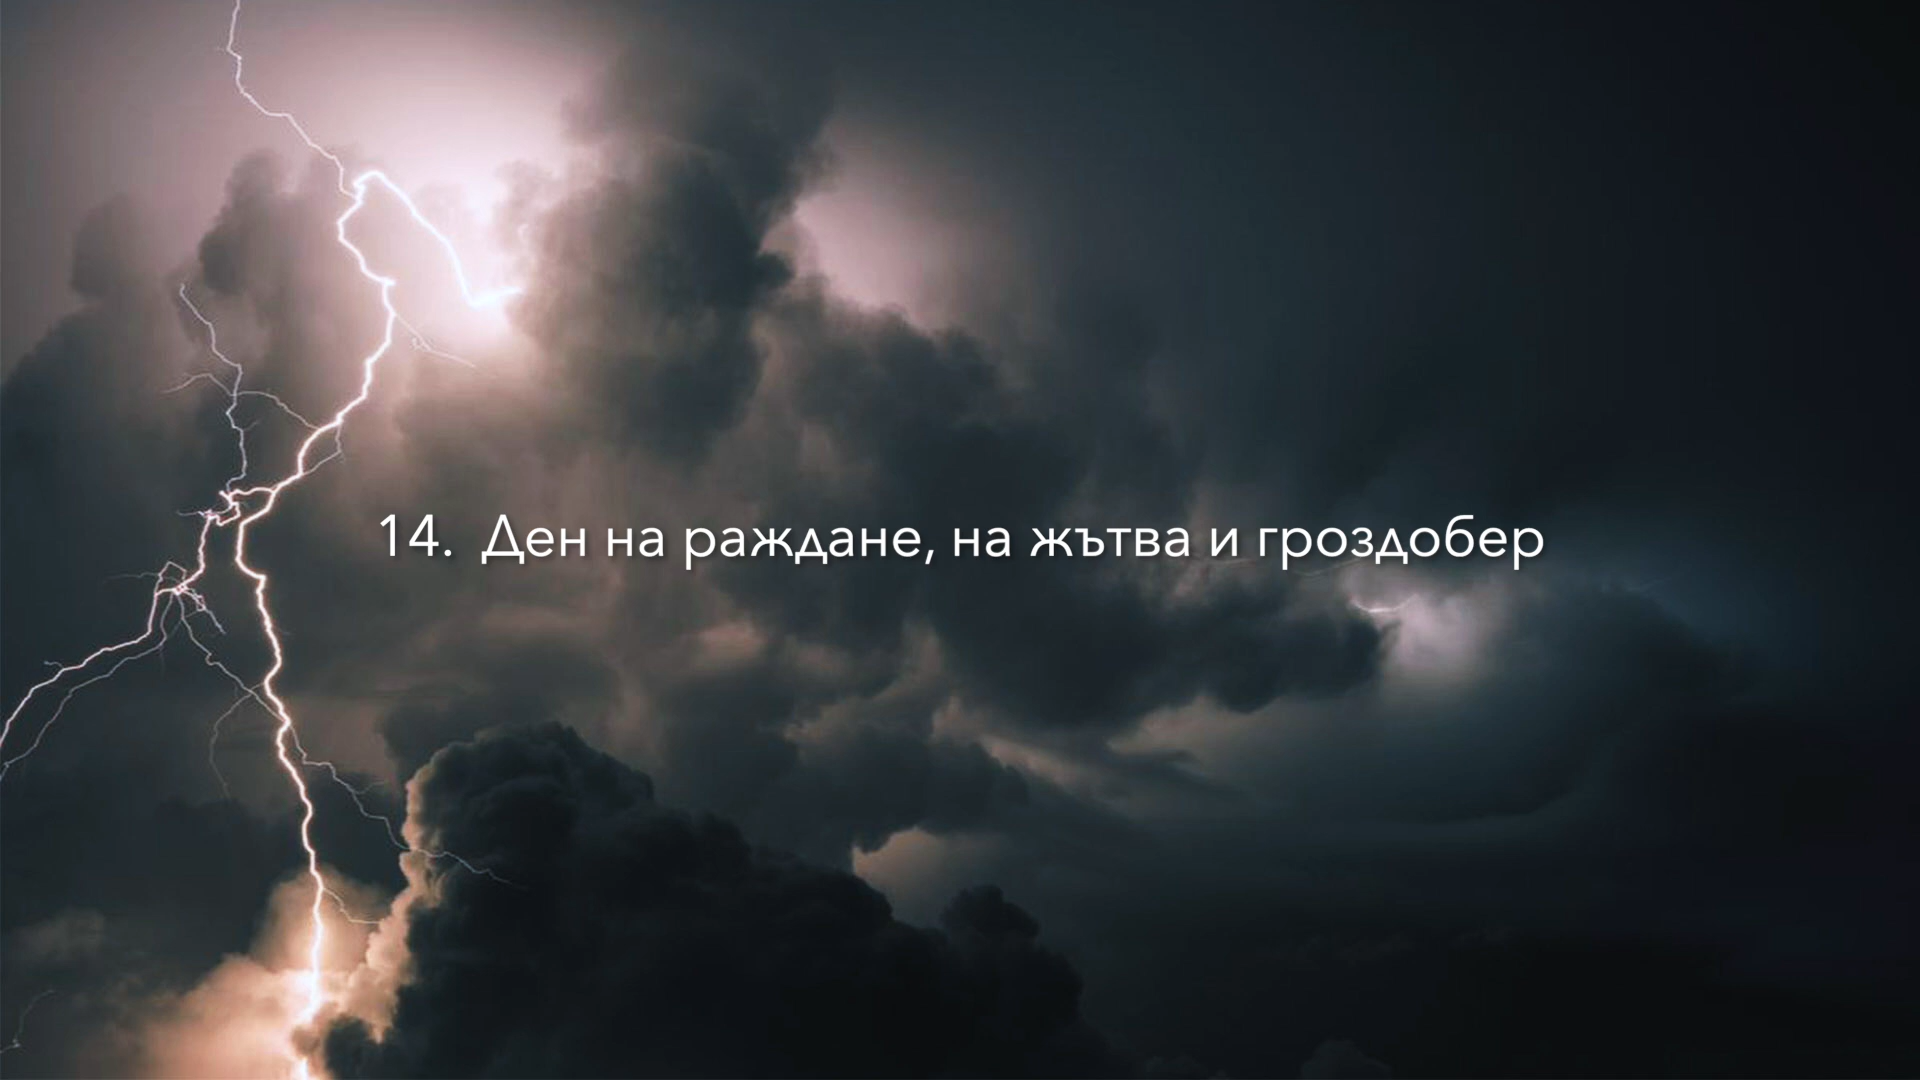 14. Ден на раждане, на жътва и гроздобер